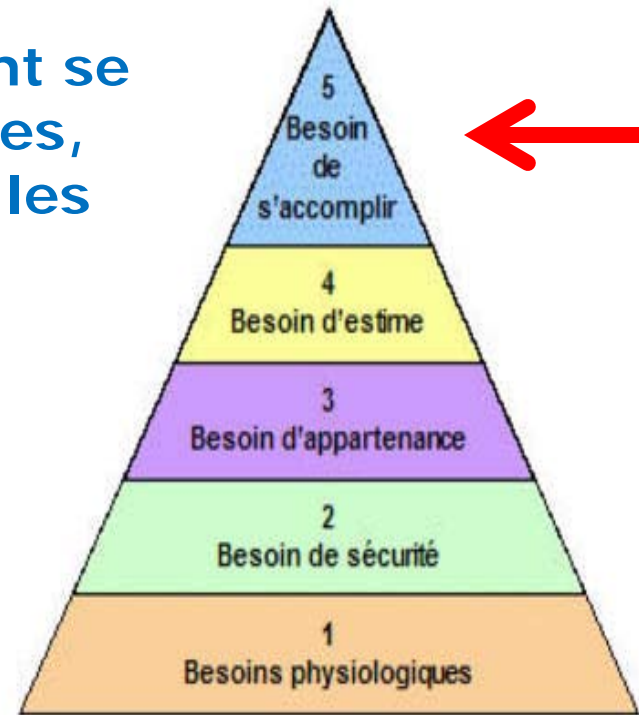 nt se
es,
les
5
Besoin
de
s'accomplir
4
Besoin d'estime
3
Besoin d'appartenance
2
Besoin de sécurité
1
Besoins physiologiques